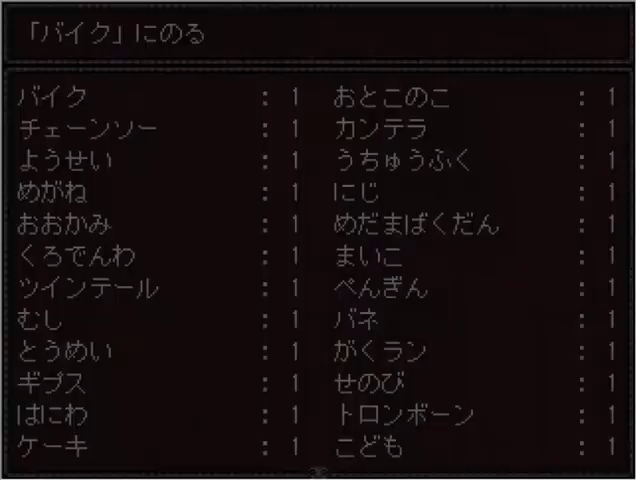 「バイク」にのる
バイク : 1 おとこのこ : 1
チェーンソー : 1 カンテラ : 1
ようせい : 1 うちゅうふく : 1
めがね : 1 にじ : 1
おおかみ : 1 めだまばくだん : 1
くろでんわ : 1 まいこ : 1
ツインテール : 1 ぺんぎん : 1
むし : 1 バネ : 1
とうめい : 1 がくラン : 1
ギプス : 1 せのび : 1
はにわ : 1 トロンボーン : 1
ケーキ : 1 こども : 1